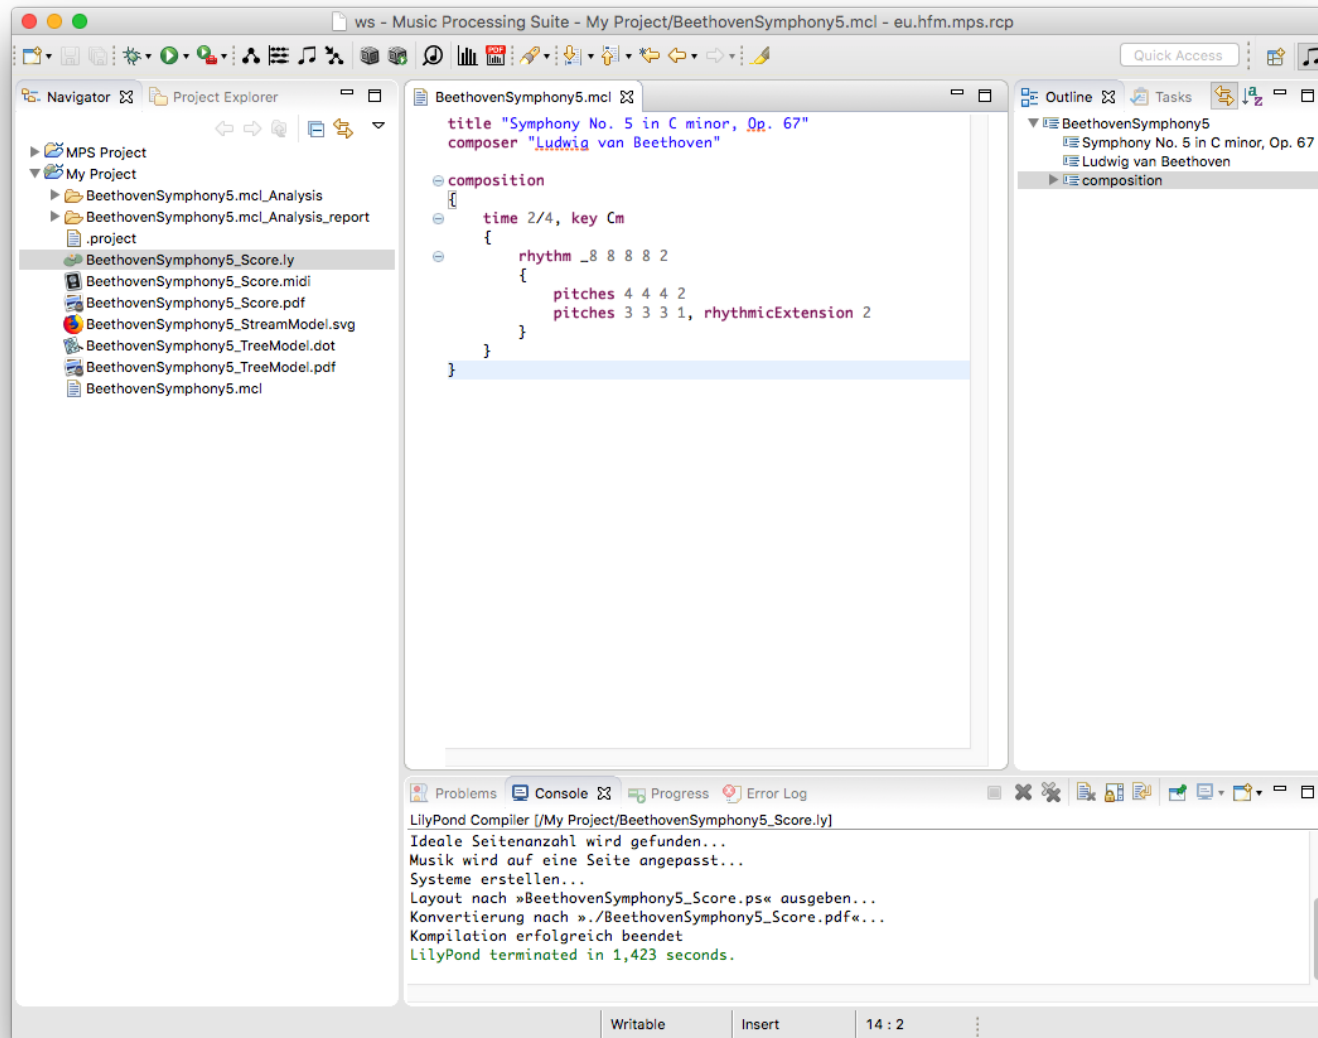 ws - Music Processing Suite - My Project/BeethovenSymphony5.mcl - eu.hfm.mps.rcp
Quick Access
Navigator
Project Explorer
MPS Project
My Project
BeethovenSymphony5.mcl_Analysis
BeethovenSymphony5.mcl_Analysis_report
.project
BeethovenSymphony5_Score.ly
BeethovenSymphony5_Score.midi
BeethovenSymphony5_Score.pdf
BeethovenSymphony5_StreamModel.svg
BeethovenSymphony5_TreeModel.dot
BeethovenSymphony5_TreeModel.pdf
BeethovenSymphony5.mcl
BeethovenSymphony5.mcl
title "Symphony No. 5 in C minor, Op. 67"
composer "Ludwig van Beethoven"
composition
{
time 2/4, key Cm
{
rhythm _8 8 8 8 2
{
pitches 4 4 4 2
pitches 3 3 3 1, rhythmicExtension 2
}
}
}
Outline
Tasks
BeethovenSymphony5
Symphony No. 5 in C minor, Op. 67
Ludwig van Beethoven
composition
Problems
Console
Progress
Error Log
LilyPond Compiler [/My Project/BeethovenSymphony5_Score.ly]
Ideale Seitenanzahl wird gefunden...
Musik wird auf eine Seite angepasst...
Systeme erstellen...
Layout nach »BeethovenSymphony5_Score.ps« ausgeben...
Konvertierung nach »./BeethovenSymphony5_Score.pdf«...
Kompilation erfolgreich beendet
LilyPond terminated in 1,423 seconds.
Writable
Insert
14 : 2